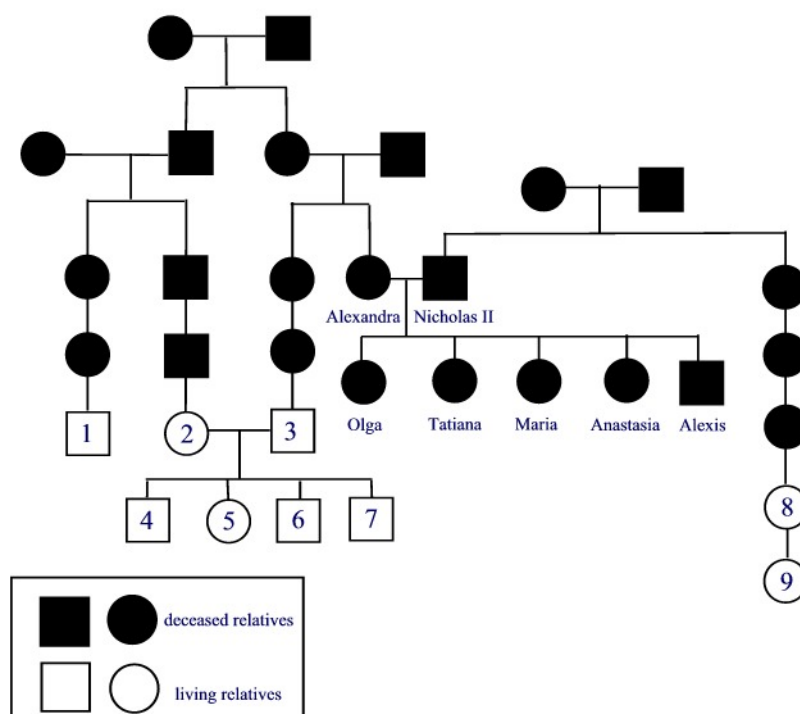 Alexandra Nicholas II
Olga Tatiana Maria Anastasia Alexis
1 2 3
4 5 6 7
8
9
deceased relatives
living relatives